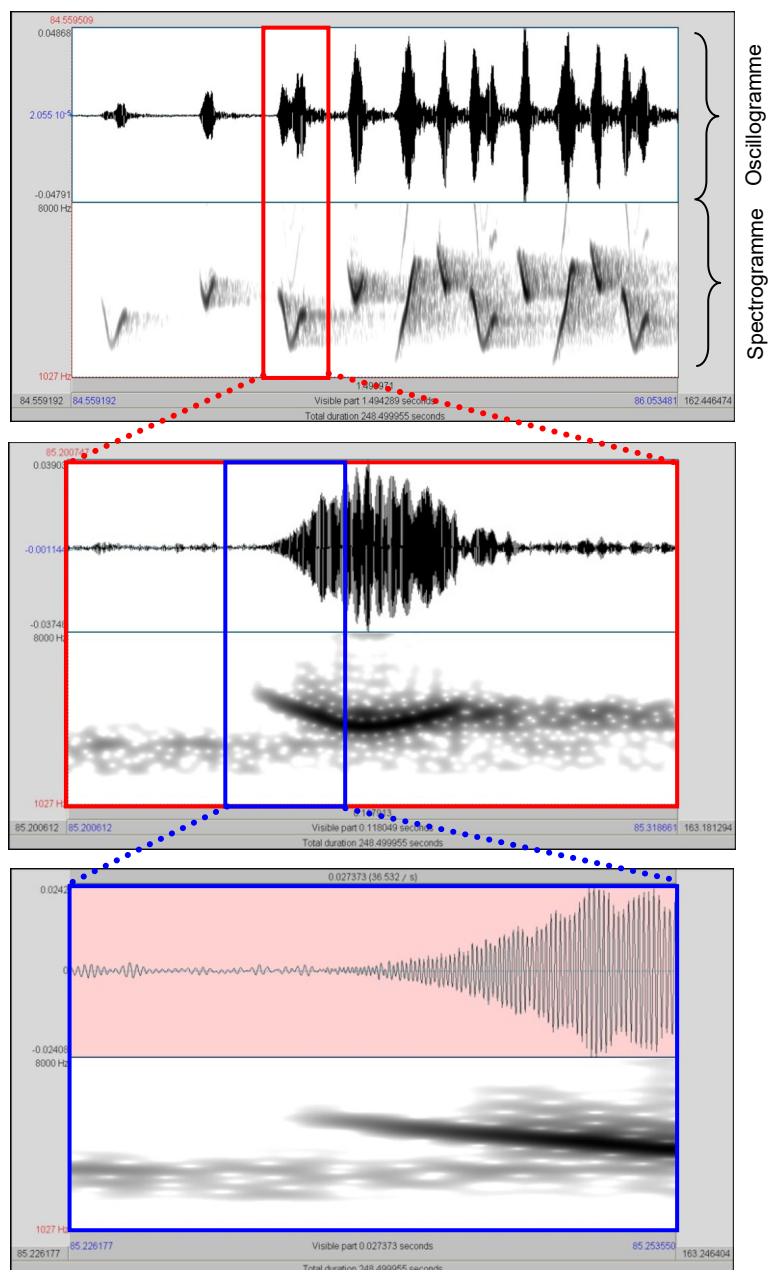 84.559509
0.04868
2.055·10⁻⁵
-0.04791
8000 Hz
1027 Hz
Oscillogramme
Spectrogramme
84.559192
84.559192
Visible part 1.494289 seconds
86.053481
162.446474
Total duration 248.499955 seconds
85.200747
0.03903
-0.001144
-0.03748
8000 Hz
1027 Hz
85.200612
85.200612
Visible part 0.118049 seconds
85.318661
163.181294
Total duration 248.499955 seconds
0.027373 (36.532 / s)
0.0242
0
-0.02408
8000 Hz
1027 Hz
85.226177
85.226177
Visible part 0.027373 seconds
85.253550
163.246404
Total duration 248.499955 seconds